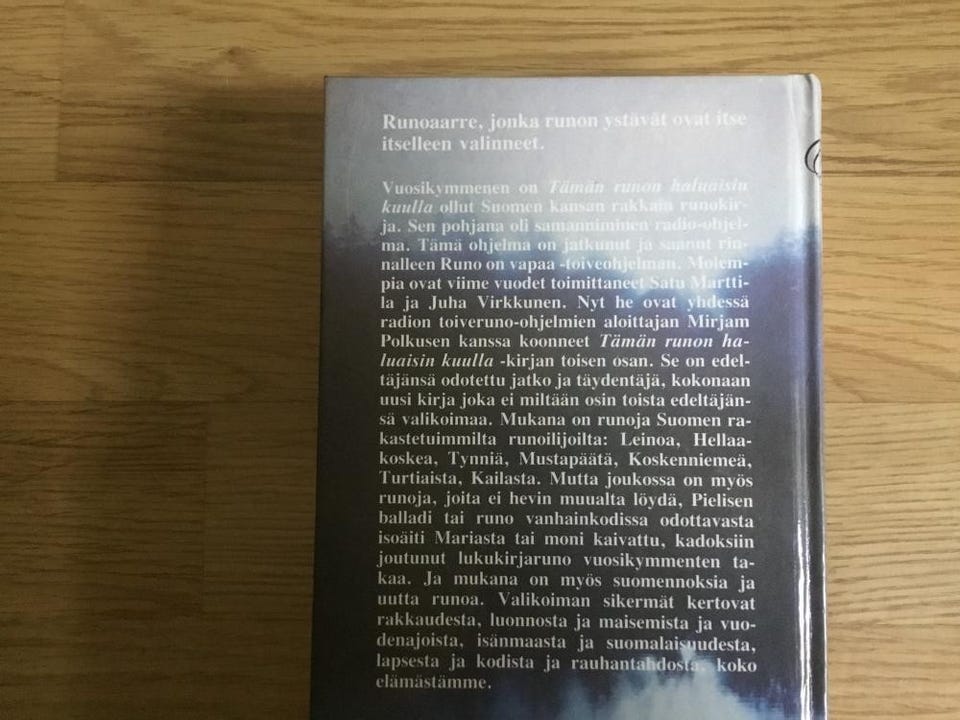 Runoaarre, jonka runon ystävät ovat itse
itselleen valinneet.
Vuosikymmenen on Tämän runon haluaisin
kuulla ollut Suomen kansan rakkain runokir-
ja. Sen pohjana oli samanniminen radio-ohjel-
ma. Tämä ohjelma on jatkunut ja saanut rin-
nalleen Runo on vapaa -toiveohjelman. Molem-
pia ovat viime vuodet toimittaneet Satu Martti-
la ja Juha Virkkunen. Nyt he ovat yhdessä
radion toiveruno-ohjelmien aloittajan Mirjam
Polkusen kanssa koonneet Tämän runon ha-
luaisin kuulla -kirjan toisen osan. Se on edel-
täjänsä odotettu jatko ja täydentäjä, kokonaan
uusi kirja joka ei miltään osin toista edeltäjän-
sä valikoimaa. Mukana on runoja Suomen ra-
kastetuimmilta runoilijoilta: Leinoa, Hellaa-
koskea, Tynniä, Mustapäätä, Koskenniemeä,
Turtiaista, Kailasta. Mutta joukossa on myös
runoja, joita ei hevin muualta löydä, Pielisen
balladi tai runo vanhainkodissa odottavasta
isoäiti Mariasta tai moni kaivattu, kadoksiin
joutunut lukukirjaruno vuosikymmenten ta-
kaa. Ja mukana on myös suomennoksia ja
uutta runoa. Valikoiman sikermät kertovat
rakkaudesta, luonnosta ja maisemista ja vuo-
denajoista, isänmaasta ja suomalaisuudesta,
lapsesta ja kodista ja rauhantahdosta, koko
elämästämme.